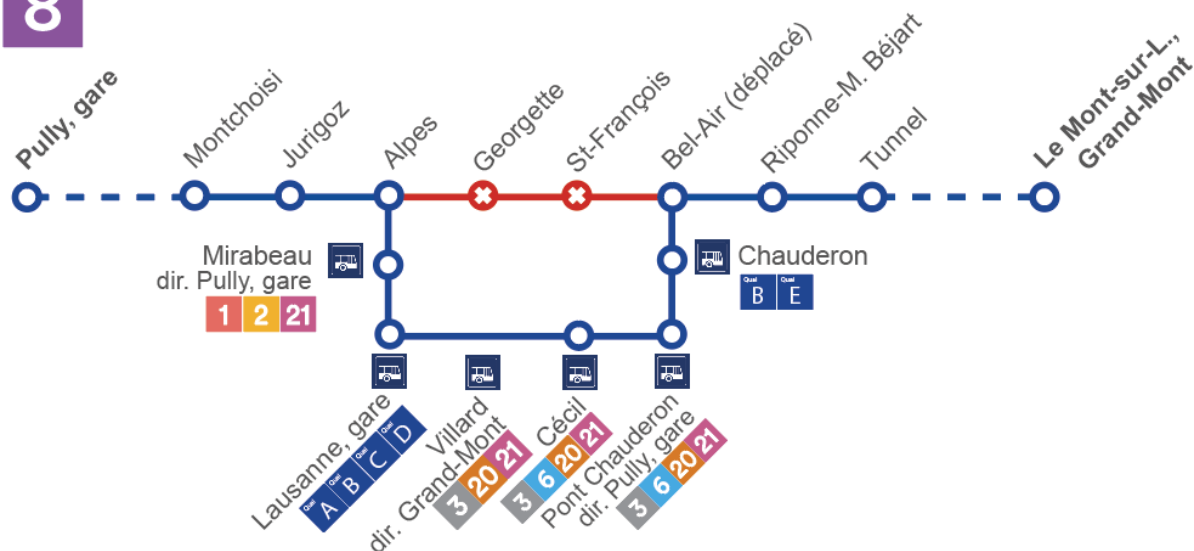 8
Pully, gare
Montchoisi
Jurigoz
Alpes
Georgette
St-François
Bel-Air (déplacé)
Riponne-M. Béjart
Tunnel
Le Mont-sur-L.,
Grand-Mont
Mirabeau
dir. Pully, gare
1 2 21
Chauderon
Quai B Quai E
Lausanne, gare
Quai A Quai B Quai C Quai D
Villard
dir. Grand-Mont
3 20 21
Cécil
3 6 20 21
Pont Chauderon
dir. Pully, gare
3 6 20 21